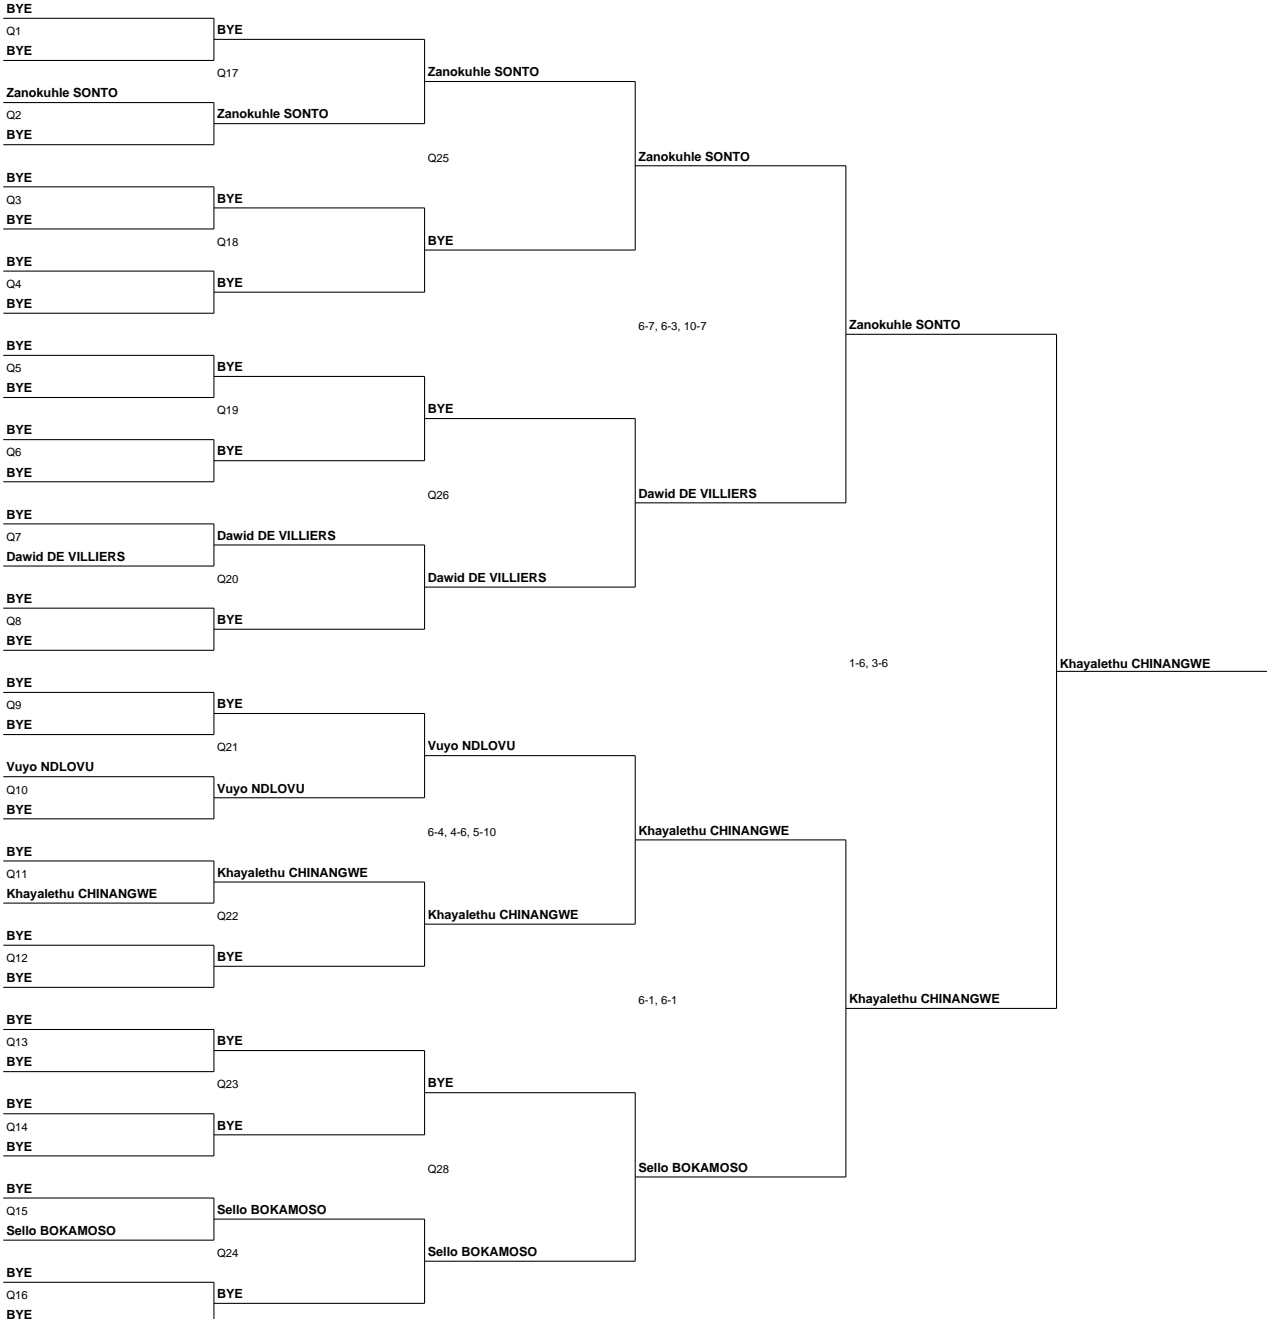 BYE
Q1
BYE
BYE
Q17
Zanokuhle SONTO
Zanokuhle SONTO
Q2
Zanokuhle SONTO
BYE
Q25
Zanokuhle SONTO
BYE
Q3
BYE
BYE
Q18
BYE
BYE
Q4
BYE
BYE
6-7, 6-3, 10-7
Zanokuhle SONTO
BYE
Q5
BYE
BYE
Q19
BYE
BYE
Q6
BYE
BYE
Q26
Dawid DE VILLIERS
BYE
Q7
Dawid DE VILLIERS
Dawid DE VILLIERS
Q20
Dawid DE VILLIERS
BYE
Q8
BYE
BYE
1-6, 3-6
Khayalethu CHINANGWE
BYE
Q9
BYE
BYE
Q21
Vuyo NDLOVU
Vuyo NDLOVU
Q10
Vuyo NDLOVU
BYE
6-4, 4-6, 5-10
Khayalethu CHINANGWE
BYE
Q11
Khayalethu CHINANGWE
Khayalethu CHINANGWE
Q22
Khayalethu CHINANGWE
BYE
Q12
BYE
BYE
6-1, 6-1
Khayalethu CHINANGWE
BYE
Q13
BYE
BYE
Q23
BYE
BYE
Q14
BYE
BYE
Q28
Sello BOKAMOSO
BYE
Q15
Sello BOKAMOSO
Sello BOKAMOSO
Q24
Sello BOKAMOSO
BYE
Q16
BYE
BYE